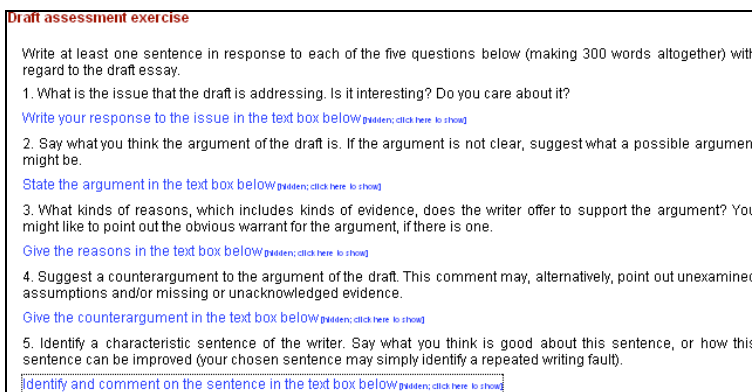 Draft assessment exercise
Write at least one sentence in response to each of the five questions below (making 300 words altogether) with
regard to the draft essay.
1. What is the issue that the draft is addressing. Is it interesting? Do you care about it?
Write your response to the issue in the text box below [hidden; click here to show]
2. Say what you think the argument of the draft is. If the argument is not clear, suggest what a possible argument
might be.
State the argument in the text box below [hidden; click here to show]
3. What kinds of reasons, which includes kinds of evidence, does the writer offer to support the argument? You
might like to point out the obvious warrant for the argument, if there is one.
Give the reasons in the text box below [hidden; click here to show]
4. Suggest a counterargument to the argument of the draft. This comment may, alternatively, point out unexamined
assumptions and/or missing or unacknowledged evidence.
Give the counterargument in the text box below [hidden; click here to show]
5. Identify a characteristic sentence of the writer. Say what you think is good about this sentence, or how this
sentence can be improved (your chosen sentence may simply identify a repeated writing fault).
Identify and comment on the sentence in the text box below [hidden; click here to show]